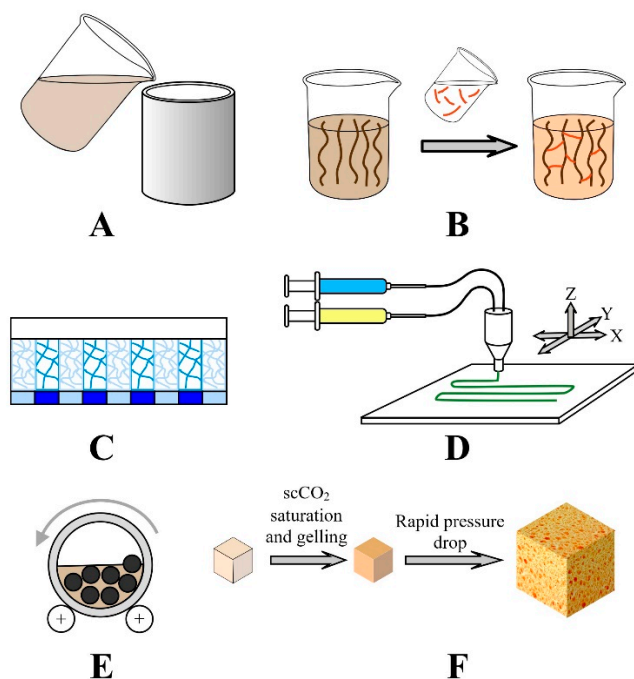 A
B
C
Z
Y
X
D
+ +
E
scCO₂
saturation
and gelling
Rapid pressure
drop
F